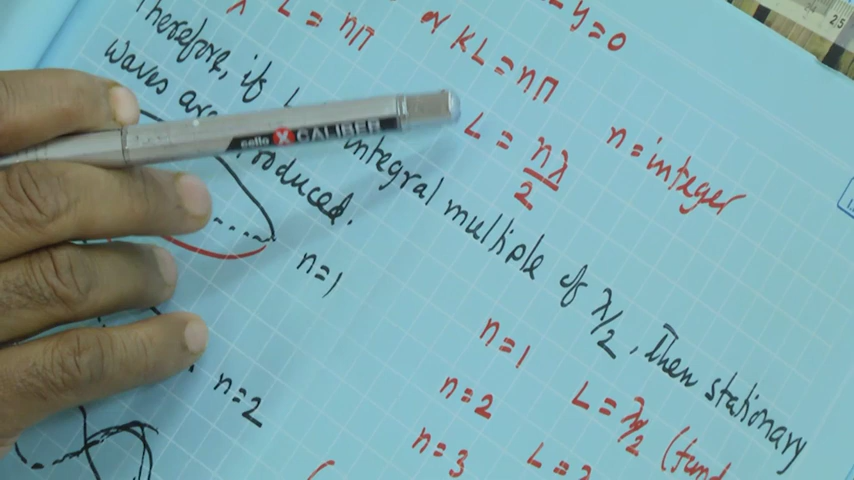 y=0
L = nπ
or KL = nπ
L = nλ/2
n = integer
Therefore, if L integral multiple of λ/2, then stationary
waves are produced.
cello X CALIBER
n=1
n=2
n=1 L=λ/2
n=2
n=3 L=